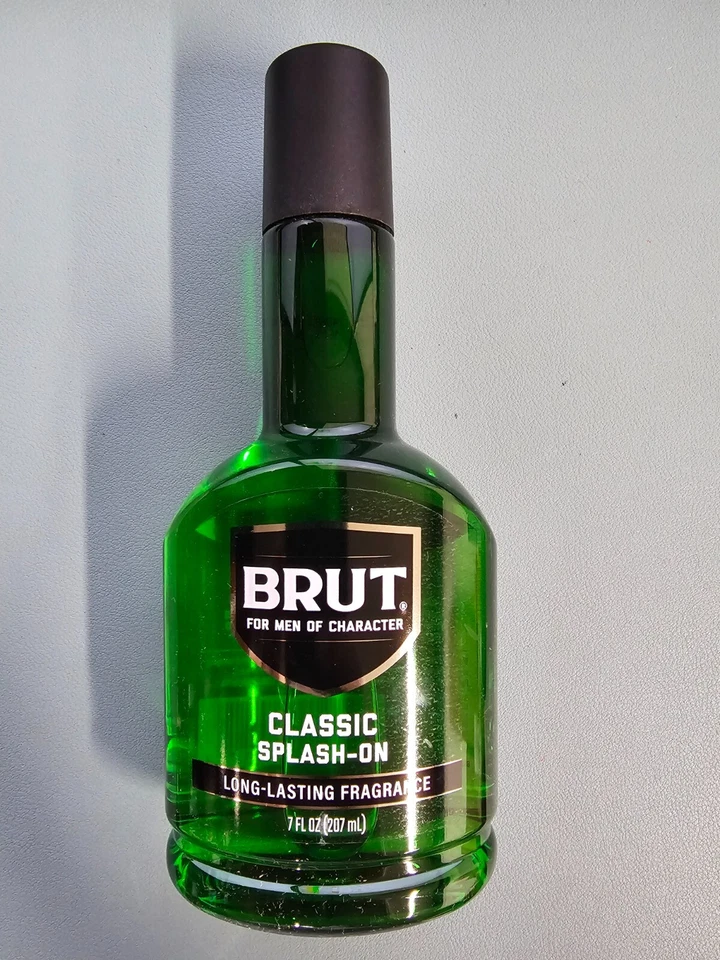 BRUT®
FOR MEN OF CHARACTER
CLASSIC
SPLASH-ON
LONG-LASTING FRAGRANCE
7 FL OZ (207 mL)